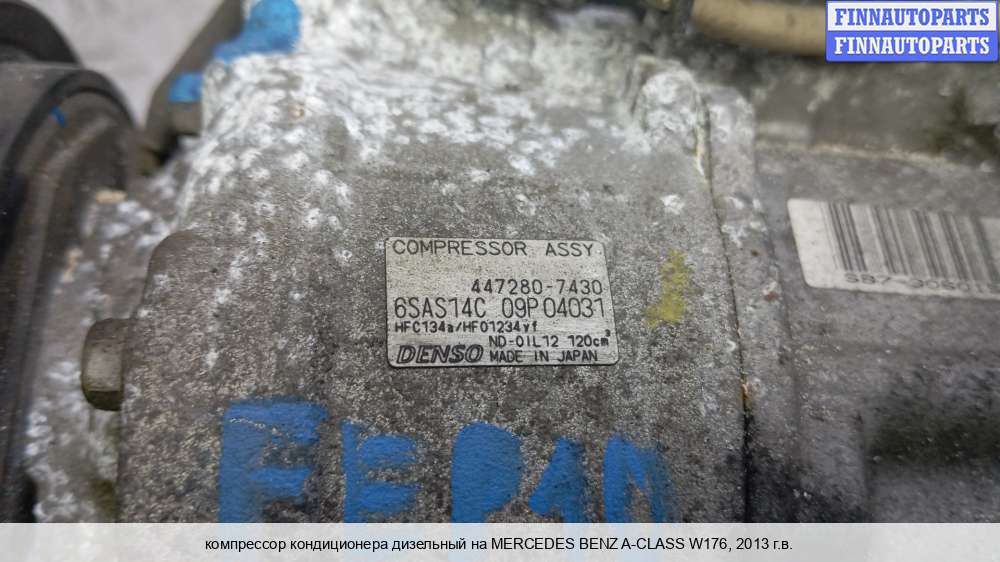 FINNAUTOPARTS
FINNAUTOPARTS
COMPRESSOR ASSY
447280-7430
6SAS14C 09P04031
HFC134a/HFO1234yf
ND-OIL12 120cm³
DENSO MADE IN JAPAN
компрессор кондиционера дизельный на MERCEDES BENZ A-CLASS W176, 2013 г.в.